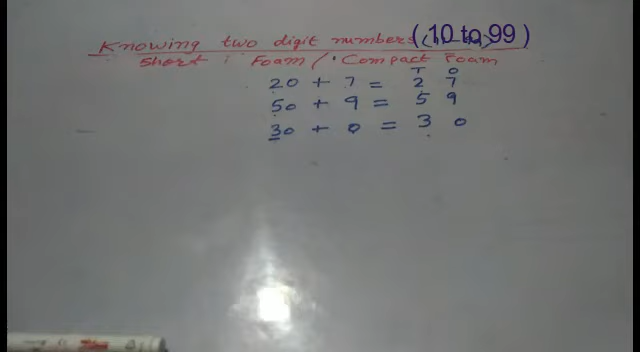 Knowing two digit numbers (10 to 99)
Short : Foam / Compact Foam
T O
20 + 7 = 2 7
50 + 9 = 5 9
30 + 0 = 3 0